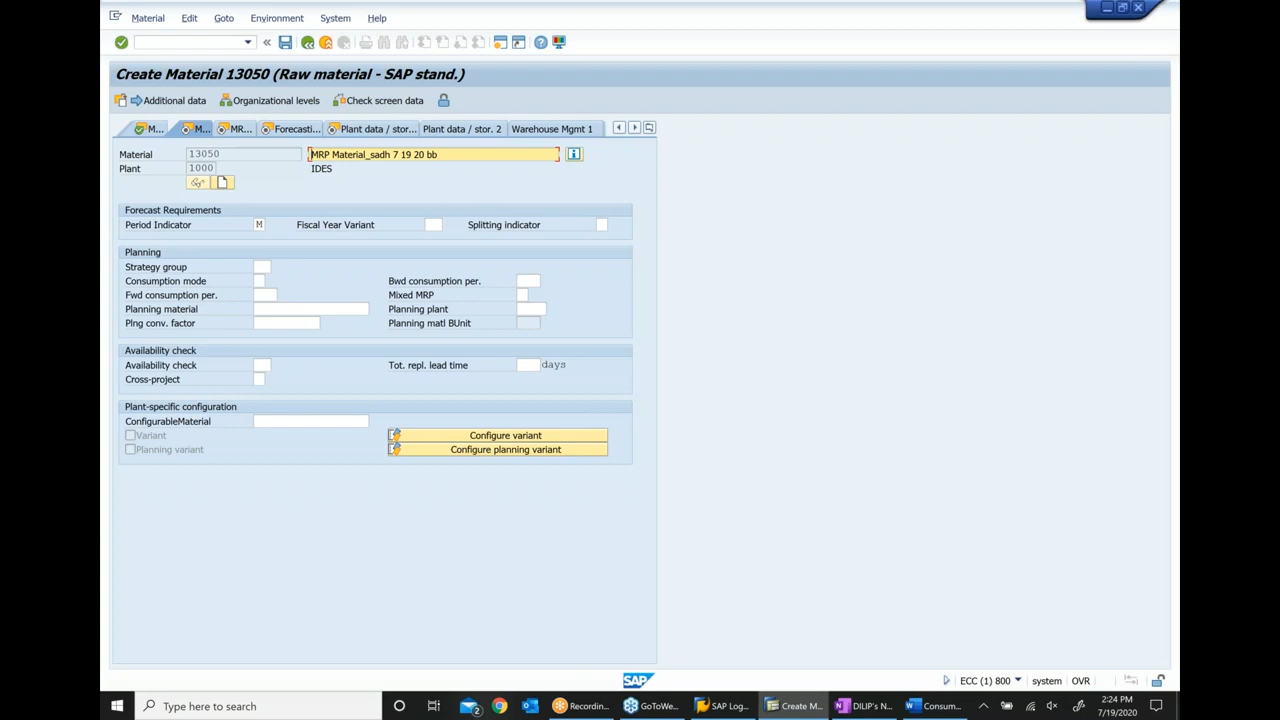 Material Edit Goto Environment System Help
Create Material 13050 (Raw material - SAP stand.)
Additional data Organizational levels Check screen data
M... M... MR... Forecasti... Plant data / stor... Plant data / stor. 2 Warehouse Mgmt 1
Material 13050 MRP Material_sadh 7 19 20 bb
Plant 1000 IDES
Forecast Requirements
Period Indicator M Fiscal Year Variant Splitting indicator
Planning
Strategy group
Consumption mode Bwd consumption per.
Fwd consumption per. Mixed MRP
Planning material Planning plant
Plng conv. factor Planning matl BUnit
Availability check
Availability check Tot. repl. lead time days
Cross-project
Plant-specific configuration
ConfigurableMaterial
Variant Configure variant
Planning variant Configure planning variant
SAP ECC (1) 800 system OVR
Type here to search 2 Recordin... GoToWe... SAP Log... Create M... DILIP's N... Consum... 2:24 PM
7/19/2020